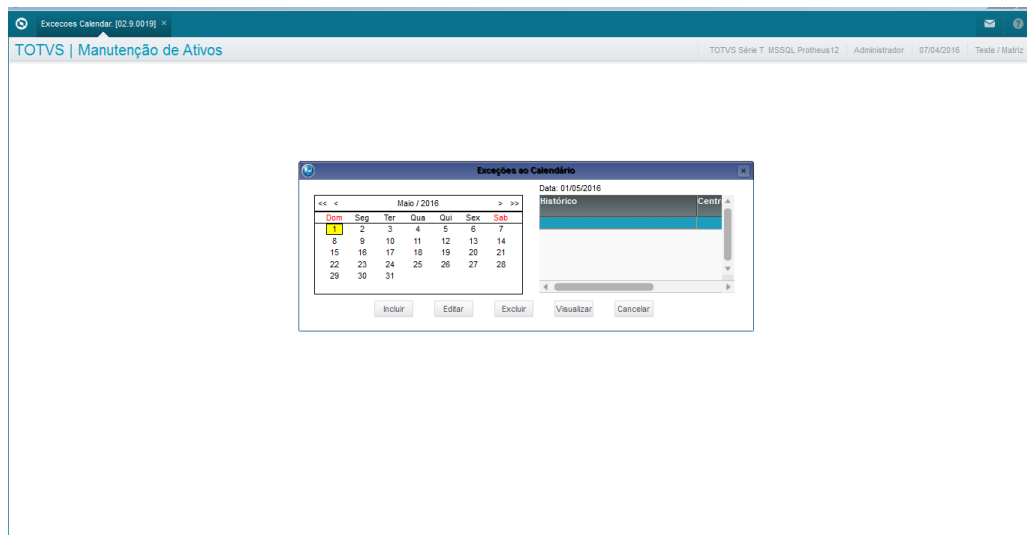 Excecoes Calendar. [02.9.0019] ×
TOTVS | Manutenção de Ativos
TOTVS Série T MSSQL Protheus12 Administrador 07/04/2016 Teste / Matriz
Exceções ao Calendário
Data: 01/05/2016
<< < Maio / 2016 > >>
Histórico Centr
Dom Seg Ter Qua Qui Sex Sab
1 2 3 4 5 6 7
8 9 10 11 12 13 14
15 16 17 18 19 20 21
22 23 24 25 26 27 28
29 30 31
Incluir Editar Excluir Visualizar Cancelar